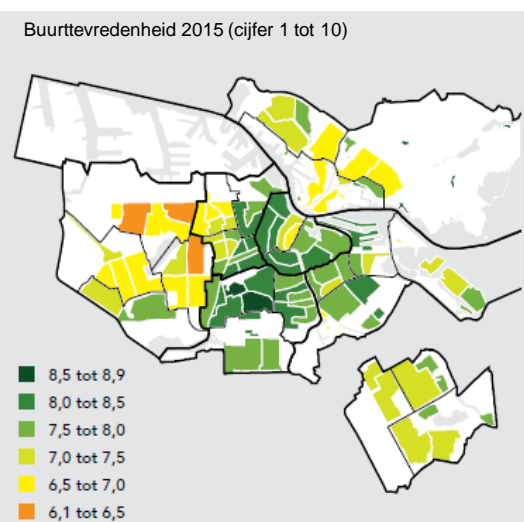 Buurttevredenheid 2015 (cijfer 1 tot 10)
8,5 tot 8,9
8,0 tot 8,5
7,5 tot 8,0
7,0 tot 7,5
6,5 tot 7,0
6,1 tot 6,5